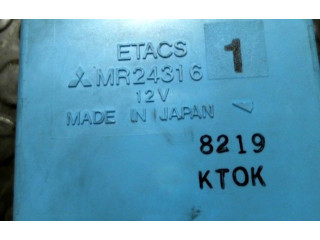 ETACS
MR24316 1
12V
MADE IN JAPAN
8219
KTOK